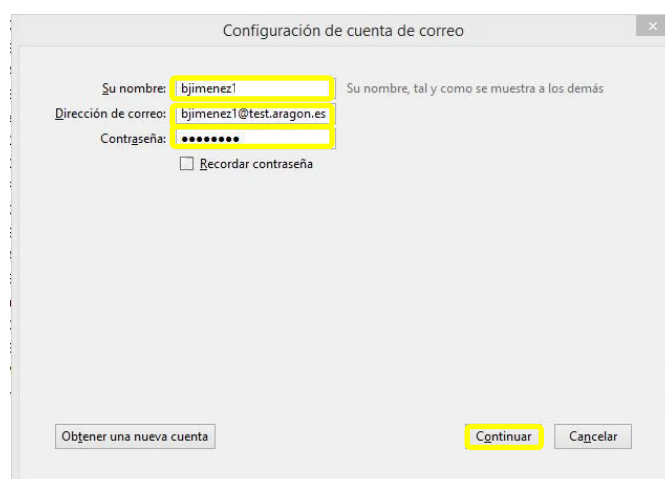 Configuración de cuenta de correo
Su nombre: bjimenez1 Su nombre, tal y como se muestra a los demás
Dirección de correo: bjimenez1@test.aragon.es
Contraseña: ••••••••
Recordar contraseña
Obtener una nueva cuenta Continuar Cancelar